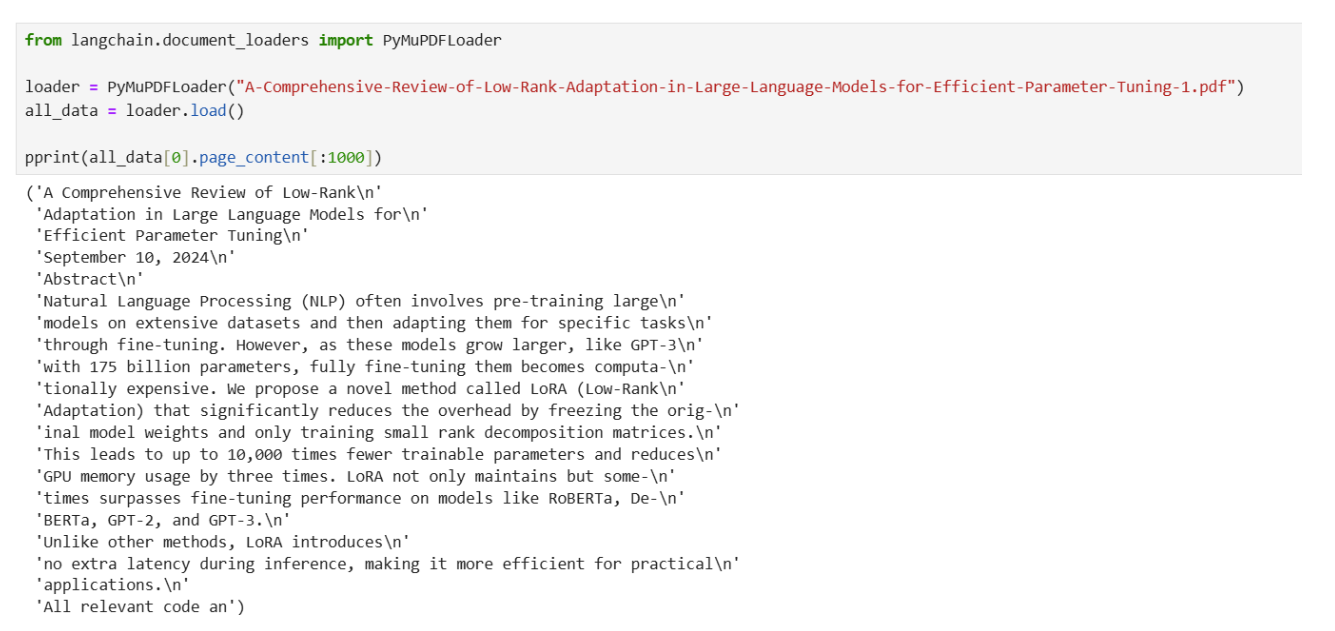 from langchain.document_loaders import PyMuPDFLoader
loader = PyMuPDFLoader("A-Comprehensive-Review-of-Low-Rank-Adaptation-in-Large-Language-Models-for-Efficient-Parameter-Tuning-1.pdf")
all_data = loader.load()
pprint(all_data[0].page_content[:1000])
('A Comprehensive Review of Low-Rank\n'
'Adaptation in Large Language Models for\n'
'Efficient Parameter Tuning\n'
'September 10, 2024\n'
'Abstract\n'
'Natural Language Processing (NLP) often involves pre-training large\n'
'models on extensive datasets and then adapting them for specific tasks\n'
'through fine-tuning. However, as these models grow larger, like GPT-3\n'
'with 175 billion parameters, fully fine-tuning them becomes computa-\n'
'tionally expensive. We propose a novel method called LoRA (Low-Rank\n'
'Adaptation) that significantly reduces the overhead by freezing the orig-\n'
'inal model weights and only training small rank decomposition matrices.\n'
'This leads to up to 10,000 times fewer trainable parameters and reduces\n'
'GPU memory usage by three times. LoRA not only maintains but some-\n'
'times surpasses fine-tuning performance on models like RoBERTa, De-\n'
'BERTa, GPT-2, and GPT-3.\n'
'Unlike other methods, LoRA introduces\n'
'no extra latency during inference, making it more efficient for practical\n'
'applications.\n'
'All relevant code an')